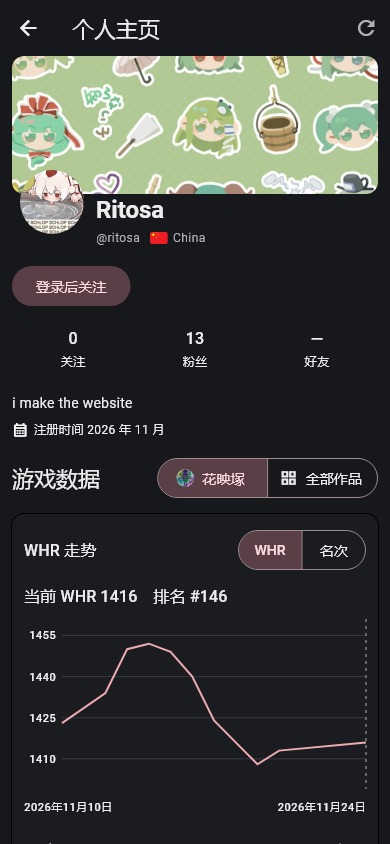 个人主页
SCHLOP SCHLOP SCHLOP
Ritosa
@ritosa China
登录后关注
0 13 —
关注 粉丝 好友
i make the website
注册时间 2026 年 11 月
游戏数据 花映塚 全部作品
WHR 走势 WHR 名次
当前 WHR 1416 排名 #146
1455
1440
1425
1410
2026年11月10日 2026年11月24日